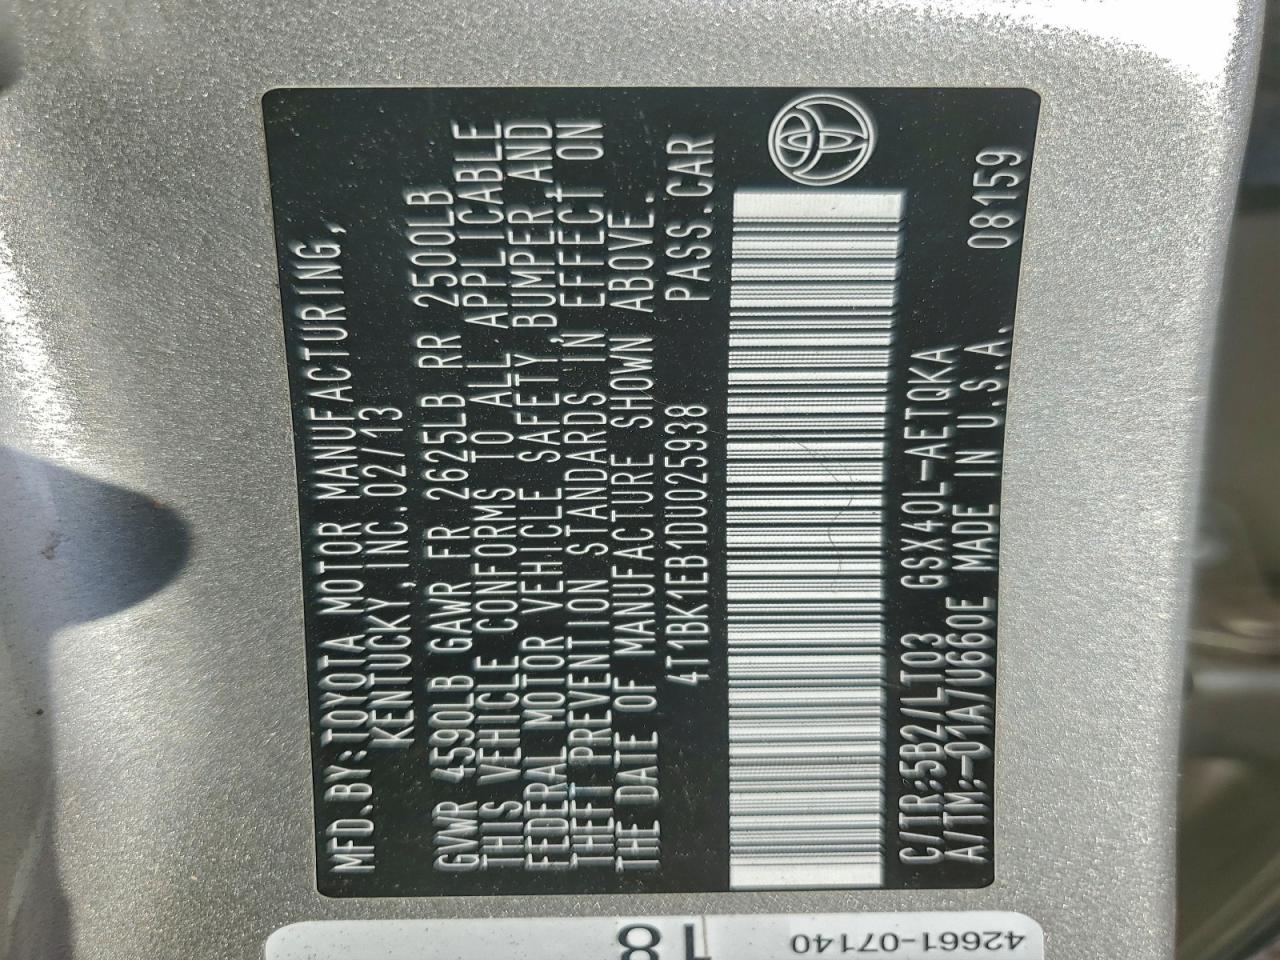 MFD.BY:TOYOTA MOTOR MANUFACTURING,
KENTUCKY,INC.02/13
GVWR 4590LB GAWR FR 2625LB RR 2500LB
THIS VEHICLE CONFORMS TO ALL APPLICABLE
FEDERAL MOTOR VEHICLE SAFETY,BUMPER,AND
THEFT PREVENTION STANDARDS IN EFFECT ON
THE DATE OF MANUFACTURE SHOWN ABOVE.
4T1BK1EB1DU025938 PASS.CAR
C/TR:5B2/LT03 GSX40L-AETQKA 08159
A/TM:-01A/U660E MADE IN U.S.A.
42661-07140
18